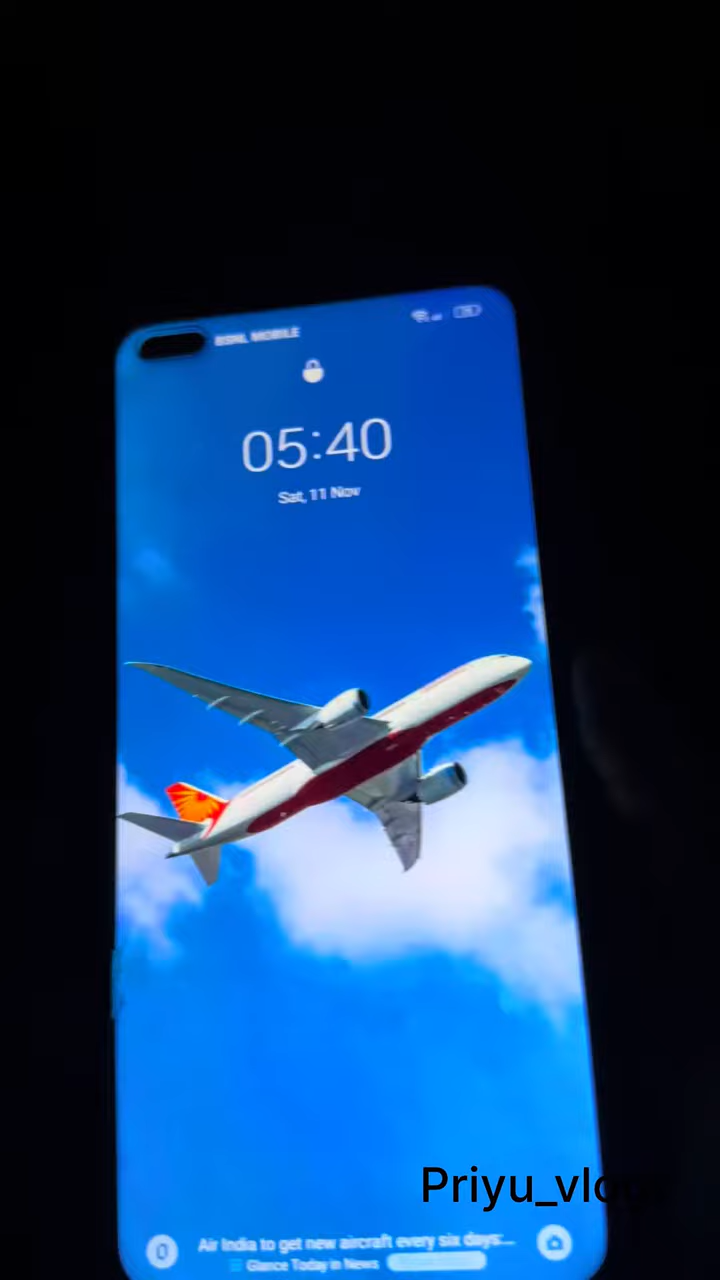 BSNL MOBILE
05:40
Sat, 11 Nov
Priyu_vlogs
Air India to get new aircraft every six days:...
Glance Today in News